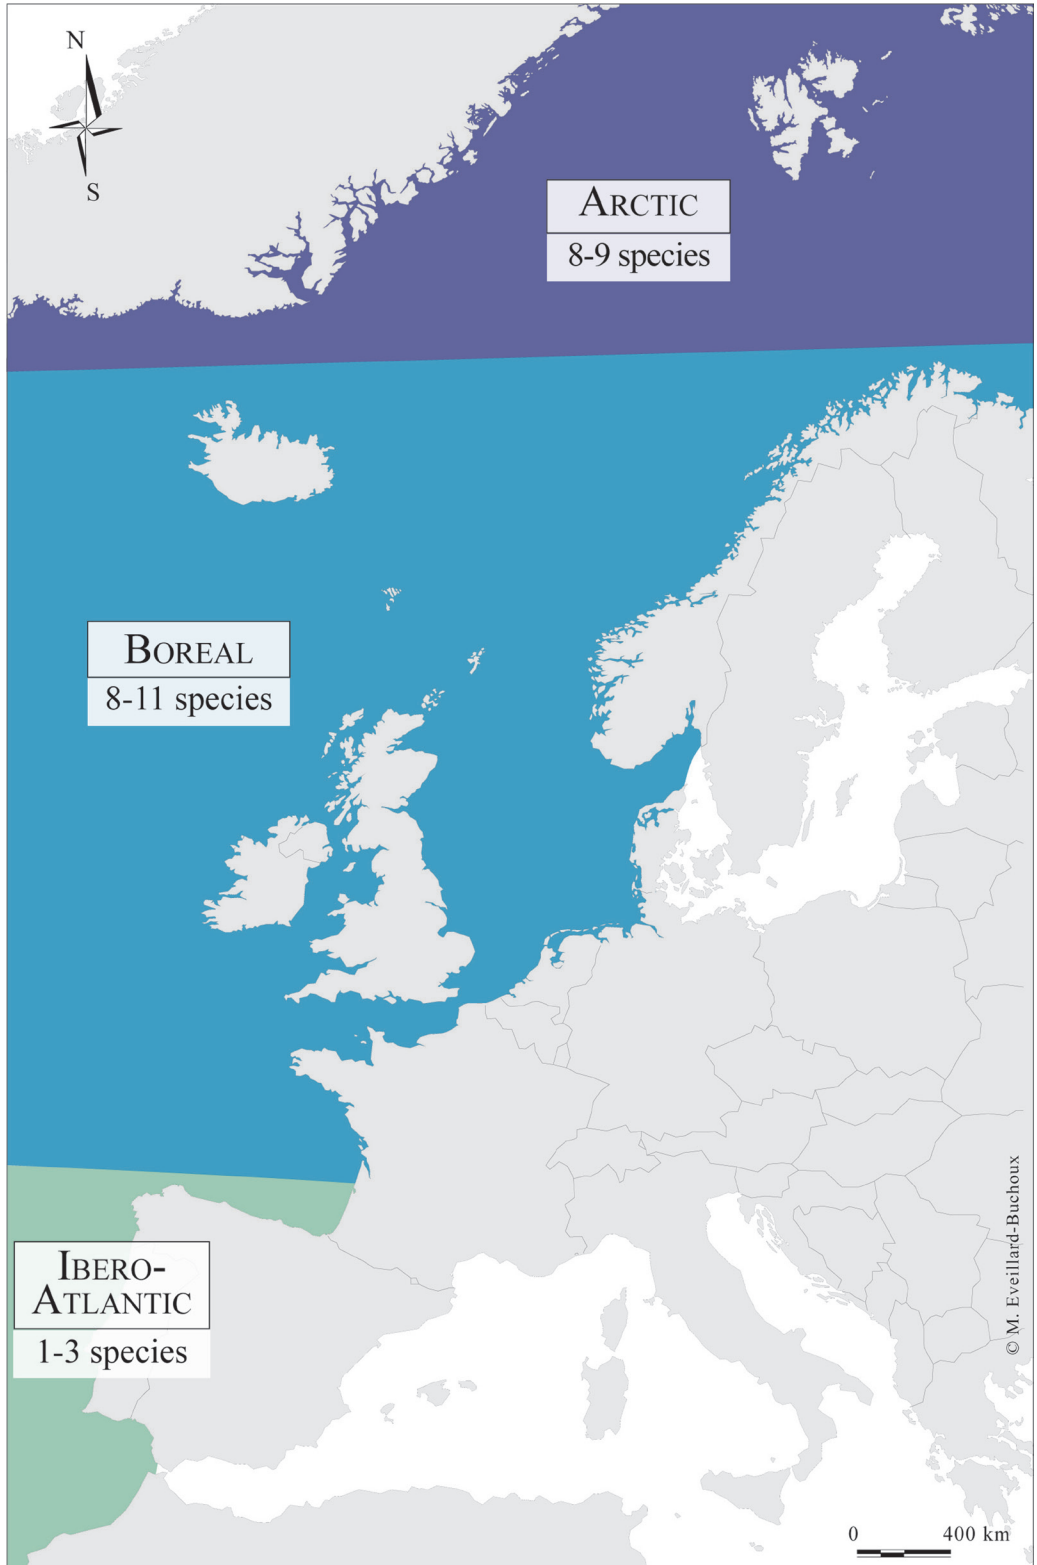 N
S
ARCTIC
8-9 species
BOREAL
8-11 species
IBERO-
ATLANTIC
1-3 species
© M. Eveillard-Buchoux
0 400 km